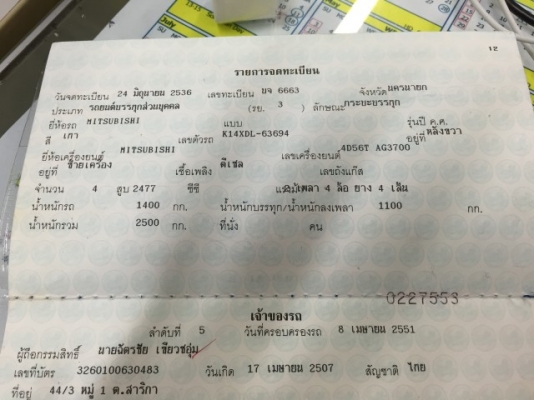 12
รายการจดทะเบียน
วันจดทะเบียน 24 มิถุนายน 2536 เลขทะเบียน มจ 6663 จังหวัด นครนายก
ประเภท รถยนต์บรรทุกส่วนบุคคล (รย. 3 ) ลักษณะ กระบะบรรทุก
ยี่ห้อรถ MITSUBISHI แบบ รุ่นปี ค.ศ.
สี เทา เลขตัวรถ K14XDL-63694 อยู่ที่ หลังขวา
ยี่ห้อเครื่องยนต์ MITSUBISHI เลขเครื่องยนต์ 4D56T AG3700
อยู่ที่ ซ้ายเครื่อง เชื้อเพลิง ดีเซล เลขถังแก๊ส
จำนวน 4 สูบ 2477 ซีซี เพลา 4 ล้อ ยาง 4 เส้น
น้ำหนักรถ 1400 กก. น้ำหนักบรรทุก/น้ำหนักลงเพลา 1100 กก.
น้ำหนักรวม 2500 กก. ที่นั่ง คน
0227553
เจ้าของรถ
ลำดับที่ 5 วันที่ครอบครองรถ 8 เมษายน 2551
ผู้ถือกรรมสิทธิ์ นายฉัตรชัย เขียวชอุ่ม
เลขที่บัตร 3260100630483 วันเกิด 17 เมษายน 2507 สัญชาติ ไทย
ที่อยู่ 44/3 หมู่ 1 ต.สาริกา